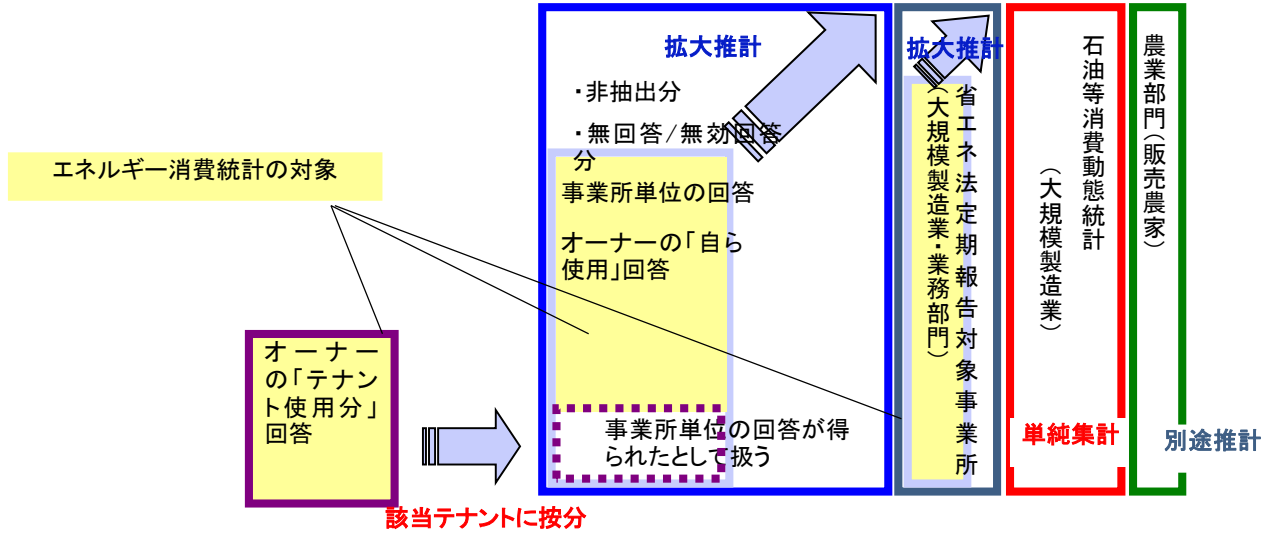 エネルギー消費統計の対象
オーナー
の「テナン
ト使用分」
回答
該当テナントに按分
拡大推計
・非抽出分
・無回答/無効回答
分
事業所単位の回答
オーナーの「自ら
使用」回答
事業所単位の回答が得
られたとして扱う
拡大推計
省エネ法定期報告対象事業所
（大規模製造業・業務部門）
石油等消費動態統計
（大規模製造業）
単純集計
農業部門（販売農家）
別途推計